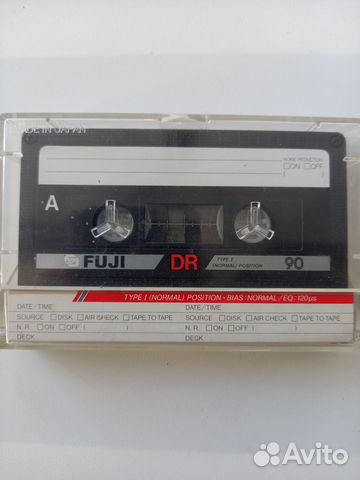 MADE IN JAPAN
NOISE REDUCTION
□ON □OFF
( )
A
FUJI DR TYPE I (NORMAL) POSITION 90
TYPE I (NORMAL) POSITION · BIAS: NORMAL/EQ: 120µs
DATE/TIME DATE/TIME
SOURCE □DISK □AIR CHECK □TAPE TO TAPE SOURCE □DISK □AIR CHECK □TAPE TO TAPE
N.R. □ON □OFF ( ) N.R. □ON □OFF ( )
DECK DECK
Avito